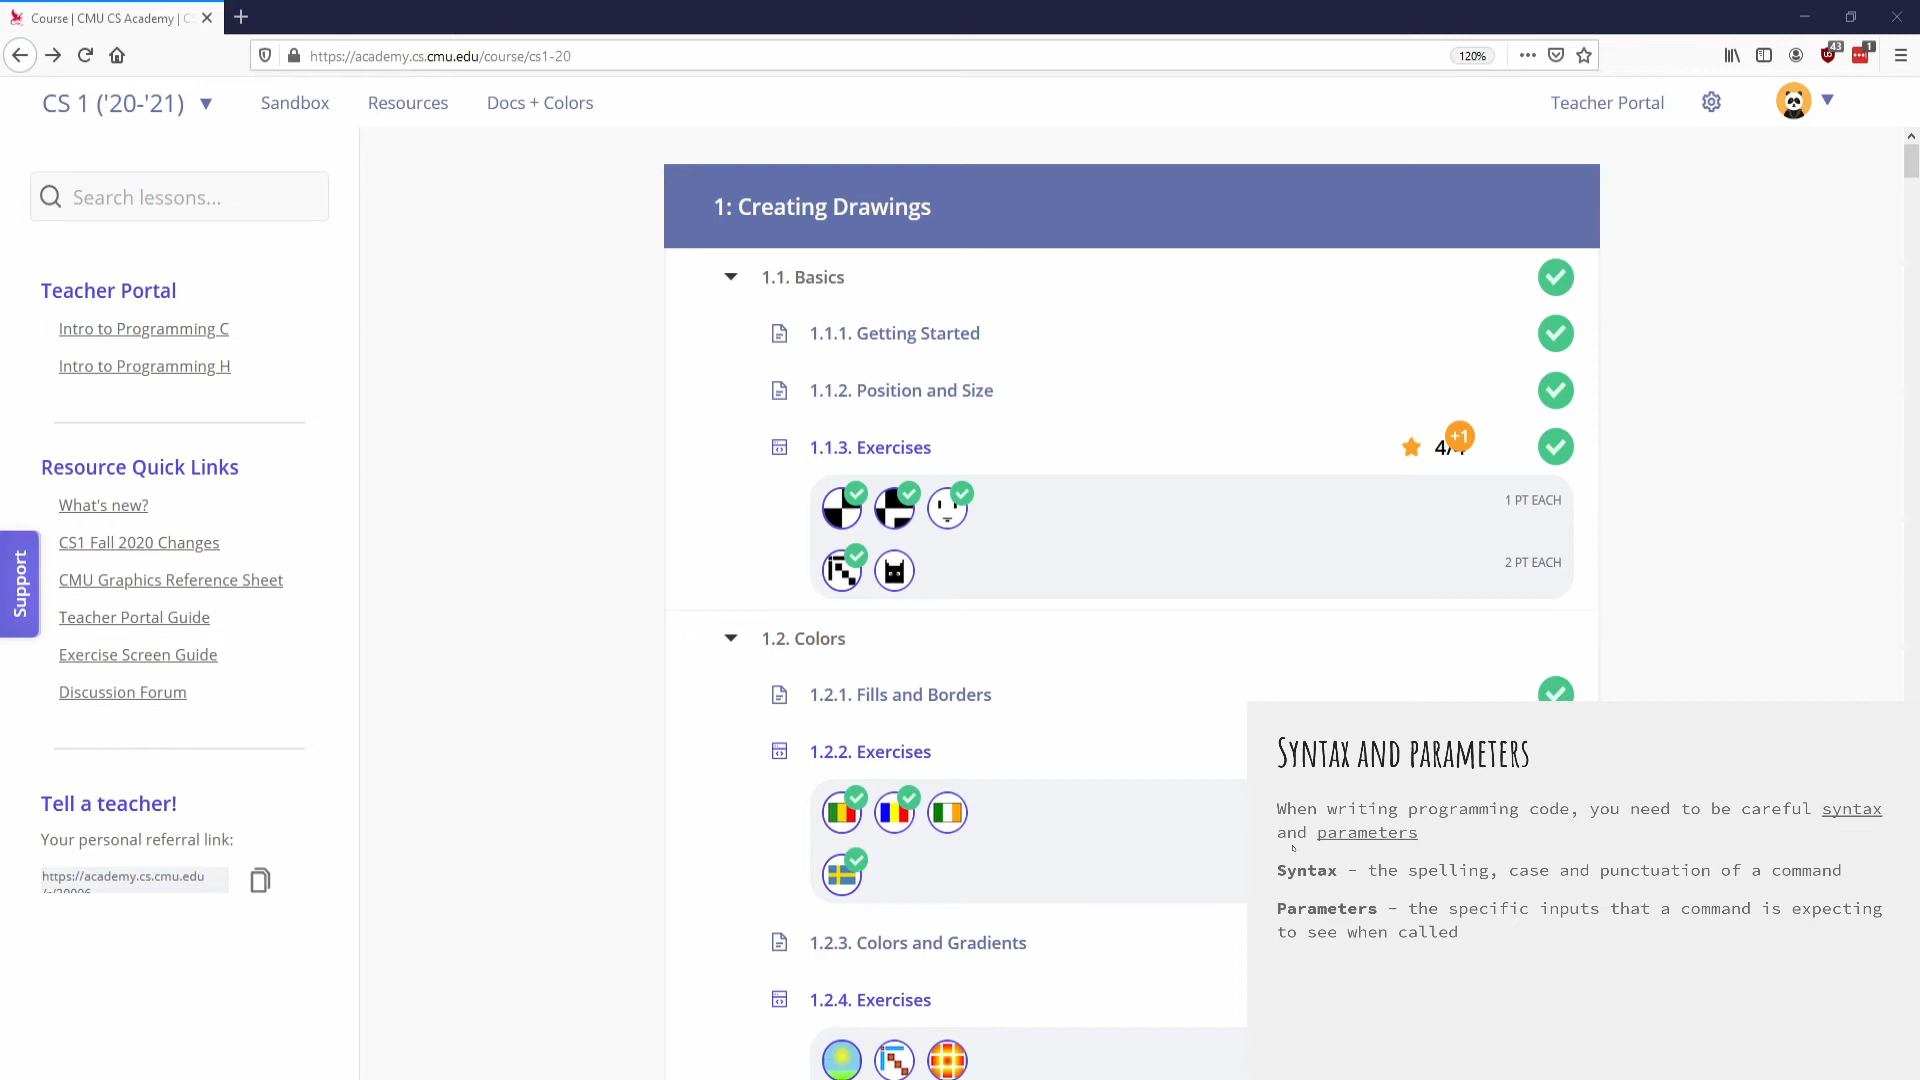 Course | CMU CS Academy | CS
https://academy.cs.cmu.edu/course/cs1-20
120%
43
1
CS 1 ('20-'21)
Sandbox
Resources
Docs + Colors
Teacher Portal
Search lessons...
Teacher Portal
Intro to Programming C
Intro to Programming H
Resource Quick Links
What's new?
CS1 Fall 2020 Changes
CMU Graphics Reference Sheet
Teacher Portal Guide
Exercise Screen Guide
Discussion Forum
Support
Tell a teacher!
Your personal referral link:
https://academy.cs.cmu.edu
1: Creating Drawings
1.1. Basics
1.1.1. Getting Started
1.1.2. Position and Size
1.1.3. Exercises
+1
1 PT EACH
2 PT EACH
1.2. Colors
1.2.1. Fills and Borders
1.2.2. Exercises
1.2.3. Colors and Gradients
1.2.4. Exercises
Syntax and parameters
When writing programming code, you need to be careful syntax
and parameters
Syntax – the spelling, case and punctuation of a command
Parameters – the specific inputs that a command is expecting
to see when called